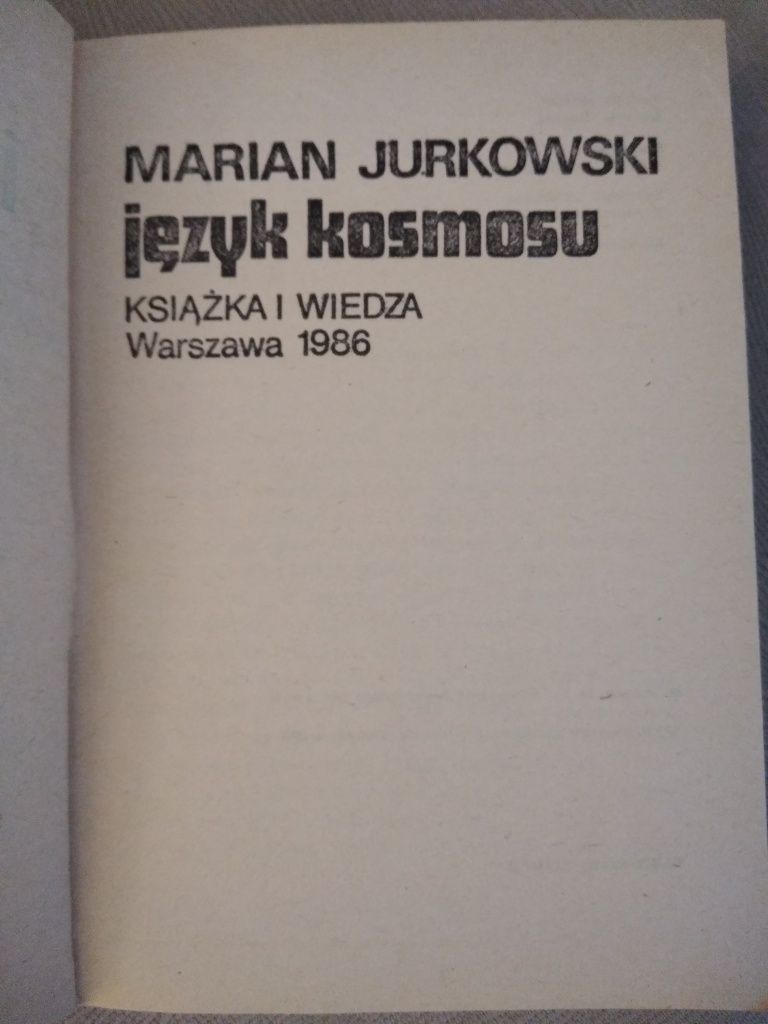 MARIAN JURKOWSKI
język kosmosu
KSIĄŻKA I WIEDZA
Warszawa 1986